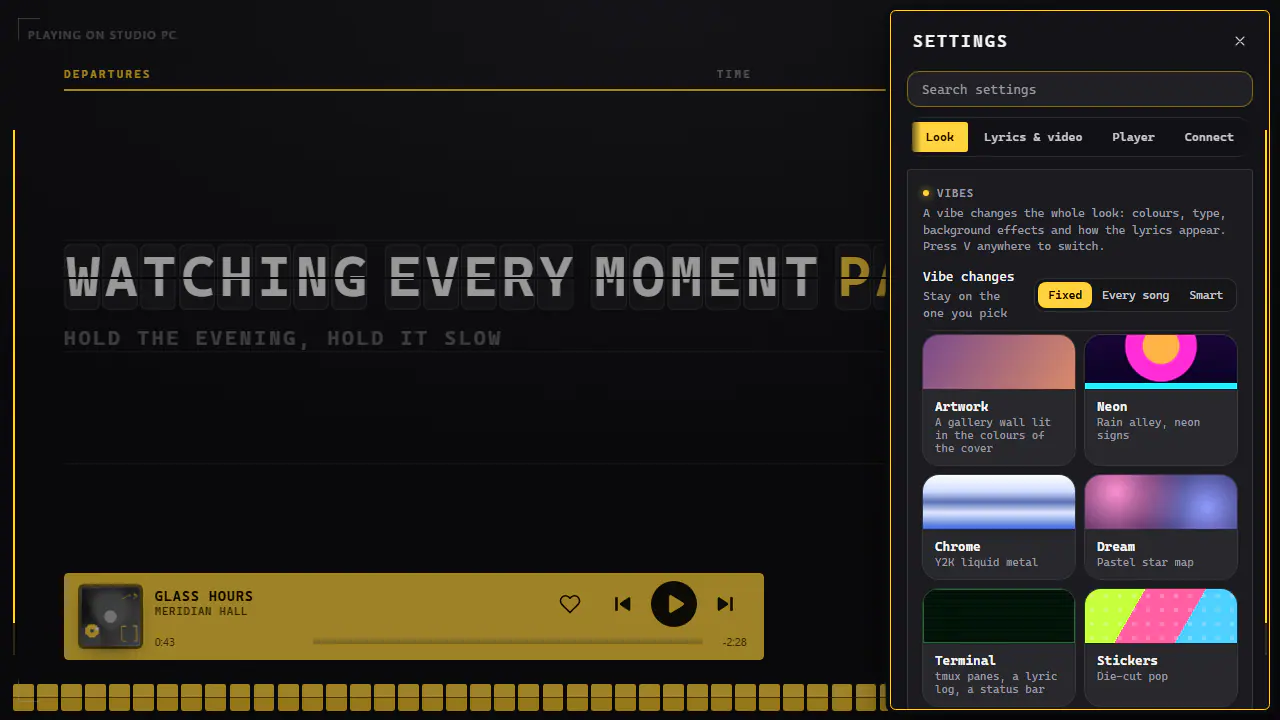 PLAYING ON STUDIO PC
DEPARTURES
TIME
WATCHING EVERY MOMENT
HOLD THE EVENING, HOLD IT SLOW
GLASS HOURS
MERIDIAN HALL
0:43
-2:28
SETTINGS
Search settings
Look
Lyrics & video
Player
Connect
VIBES
A vibe changes the whole look: colours, type,
background effects and how the lyrics appear.
Press V anywhere to switch.
Vibe changes
Stay on the
one you pick
Fixed
Every song
Smart
Artwork
A gallery wall lit
in the colours of
the cover
Neon
Rain alley, neon
signs
Chrome
Y2K liquid metal
Dream
Pastel star map
Terminal
tmux panes, a lyric
log, a status bar
Stickers
Die-cut pop